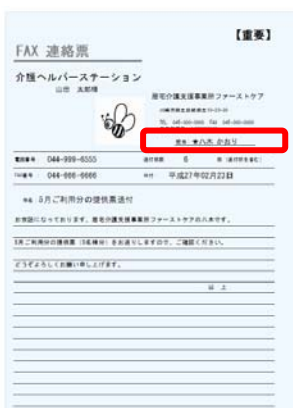 【重要】
FAX 連絡票
介護ヘルパーステーション
山田 太郎様
居宅介護支援事業所ファーストケア
担当:●八木 かおり
電話番号 044-999-6555
送付枚数 6 枚(送付状を含む)
FAX番号 044-666-6666
日付 平成27年02月23日
件名 3月ご利用分の提供票送付
お世話になっております。居宅介護支援事業所ファーストケアの八木です。
3月ご利用分の提供票(5名様分)をお送りしますので、ご確認ください。
どうぞよろしくお願い申し上げます。
以 上